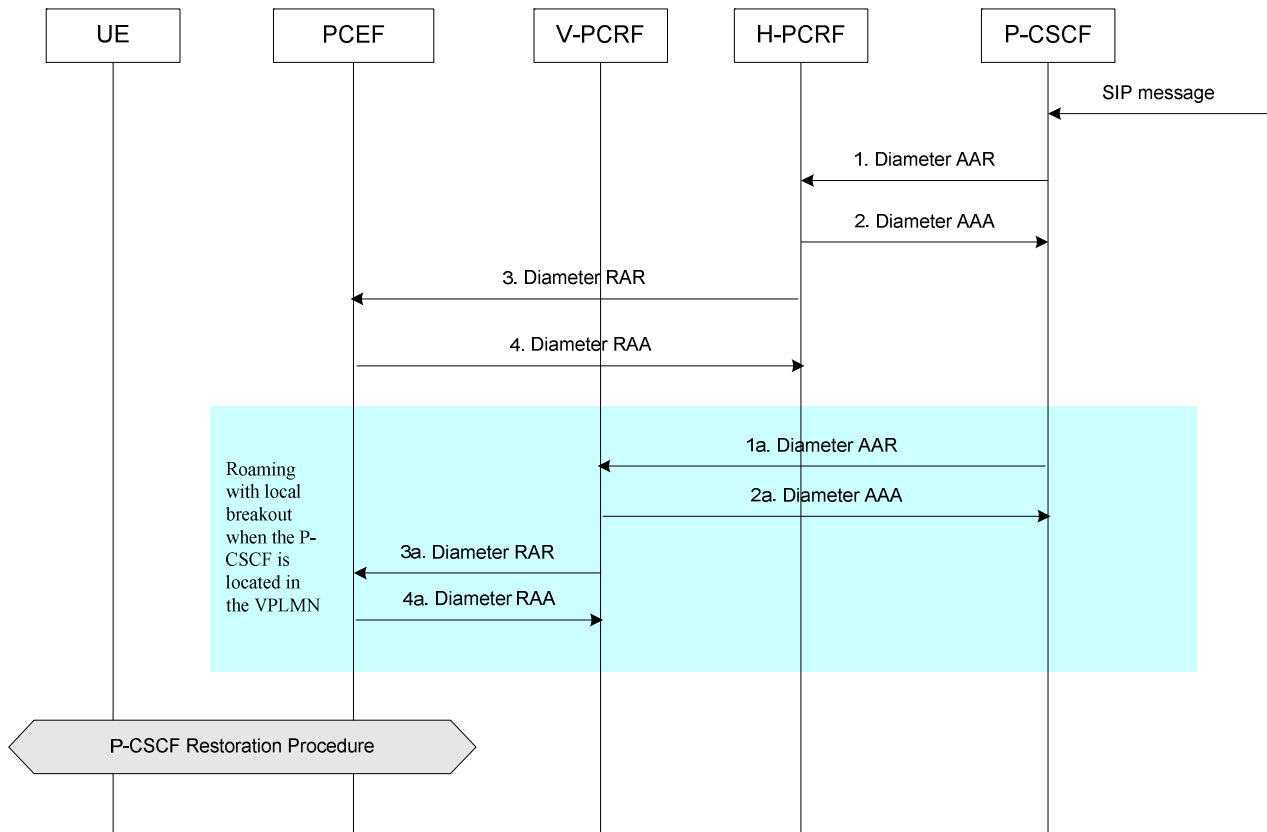 UE
PCEF
V-PCRF
H-PCRF
P-CSCF
SIP message
1. Diameter AAR
2. Diameter AAA
3. Diameter RAR
4. Diameter RAA
1a. Diameter AAR
2a. Diameter AAA
3a. Diameter RAR
4a. Diameter RAA
Roaming
with local
breakout
when the P-
CSCF is
located in
the VPLMN
P-CSCF Restoration Procedure